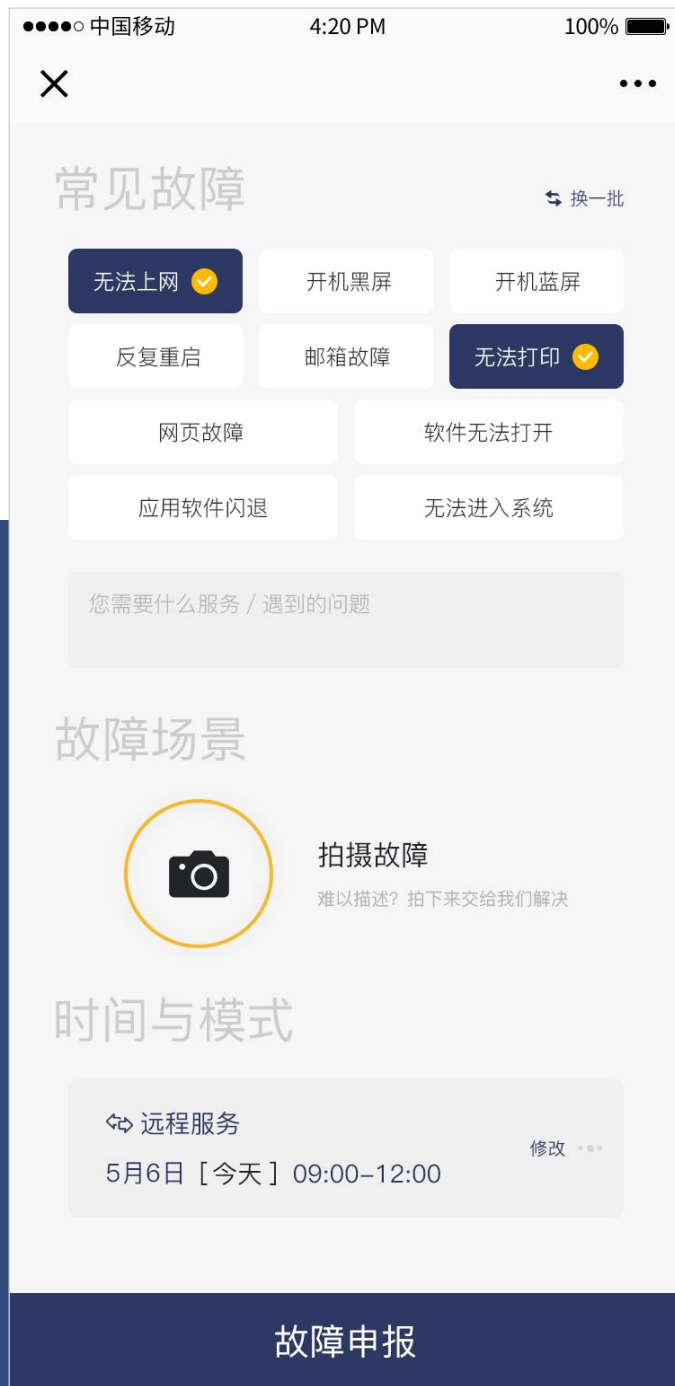 中国移动 4:20 PM 100%
常见故障
换一批
无法上网 开机黑屏 开机蓝屏
反复重启 邮箱故障 无法打印
网页故障 软件无法打开
应用软件闪退 无法进入系统
您需要什么服务 / 遇到的问题
故障场景
拍摄故障
难以描述? 拍下来交给我们解决
时间与模式
远程服务
修改
5月6日 [ 今天 ] 09:00–12:00
故障申报